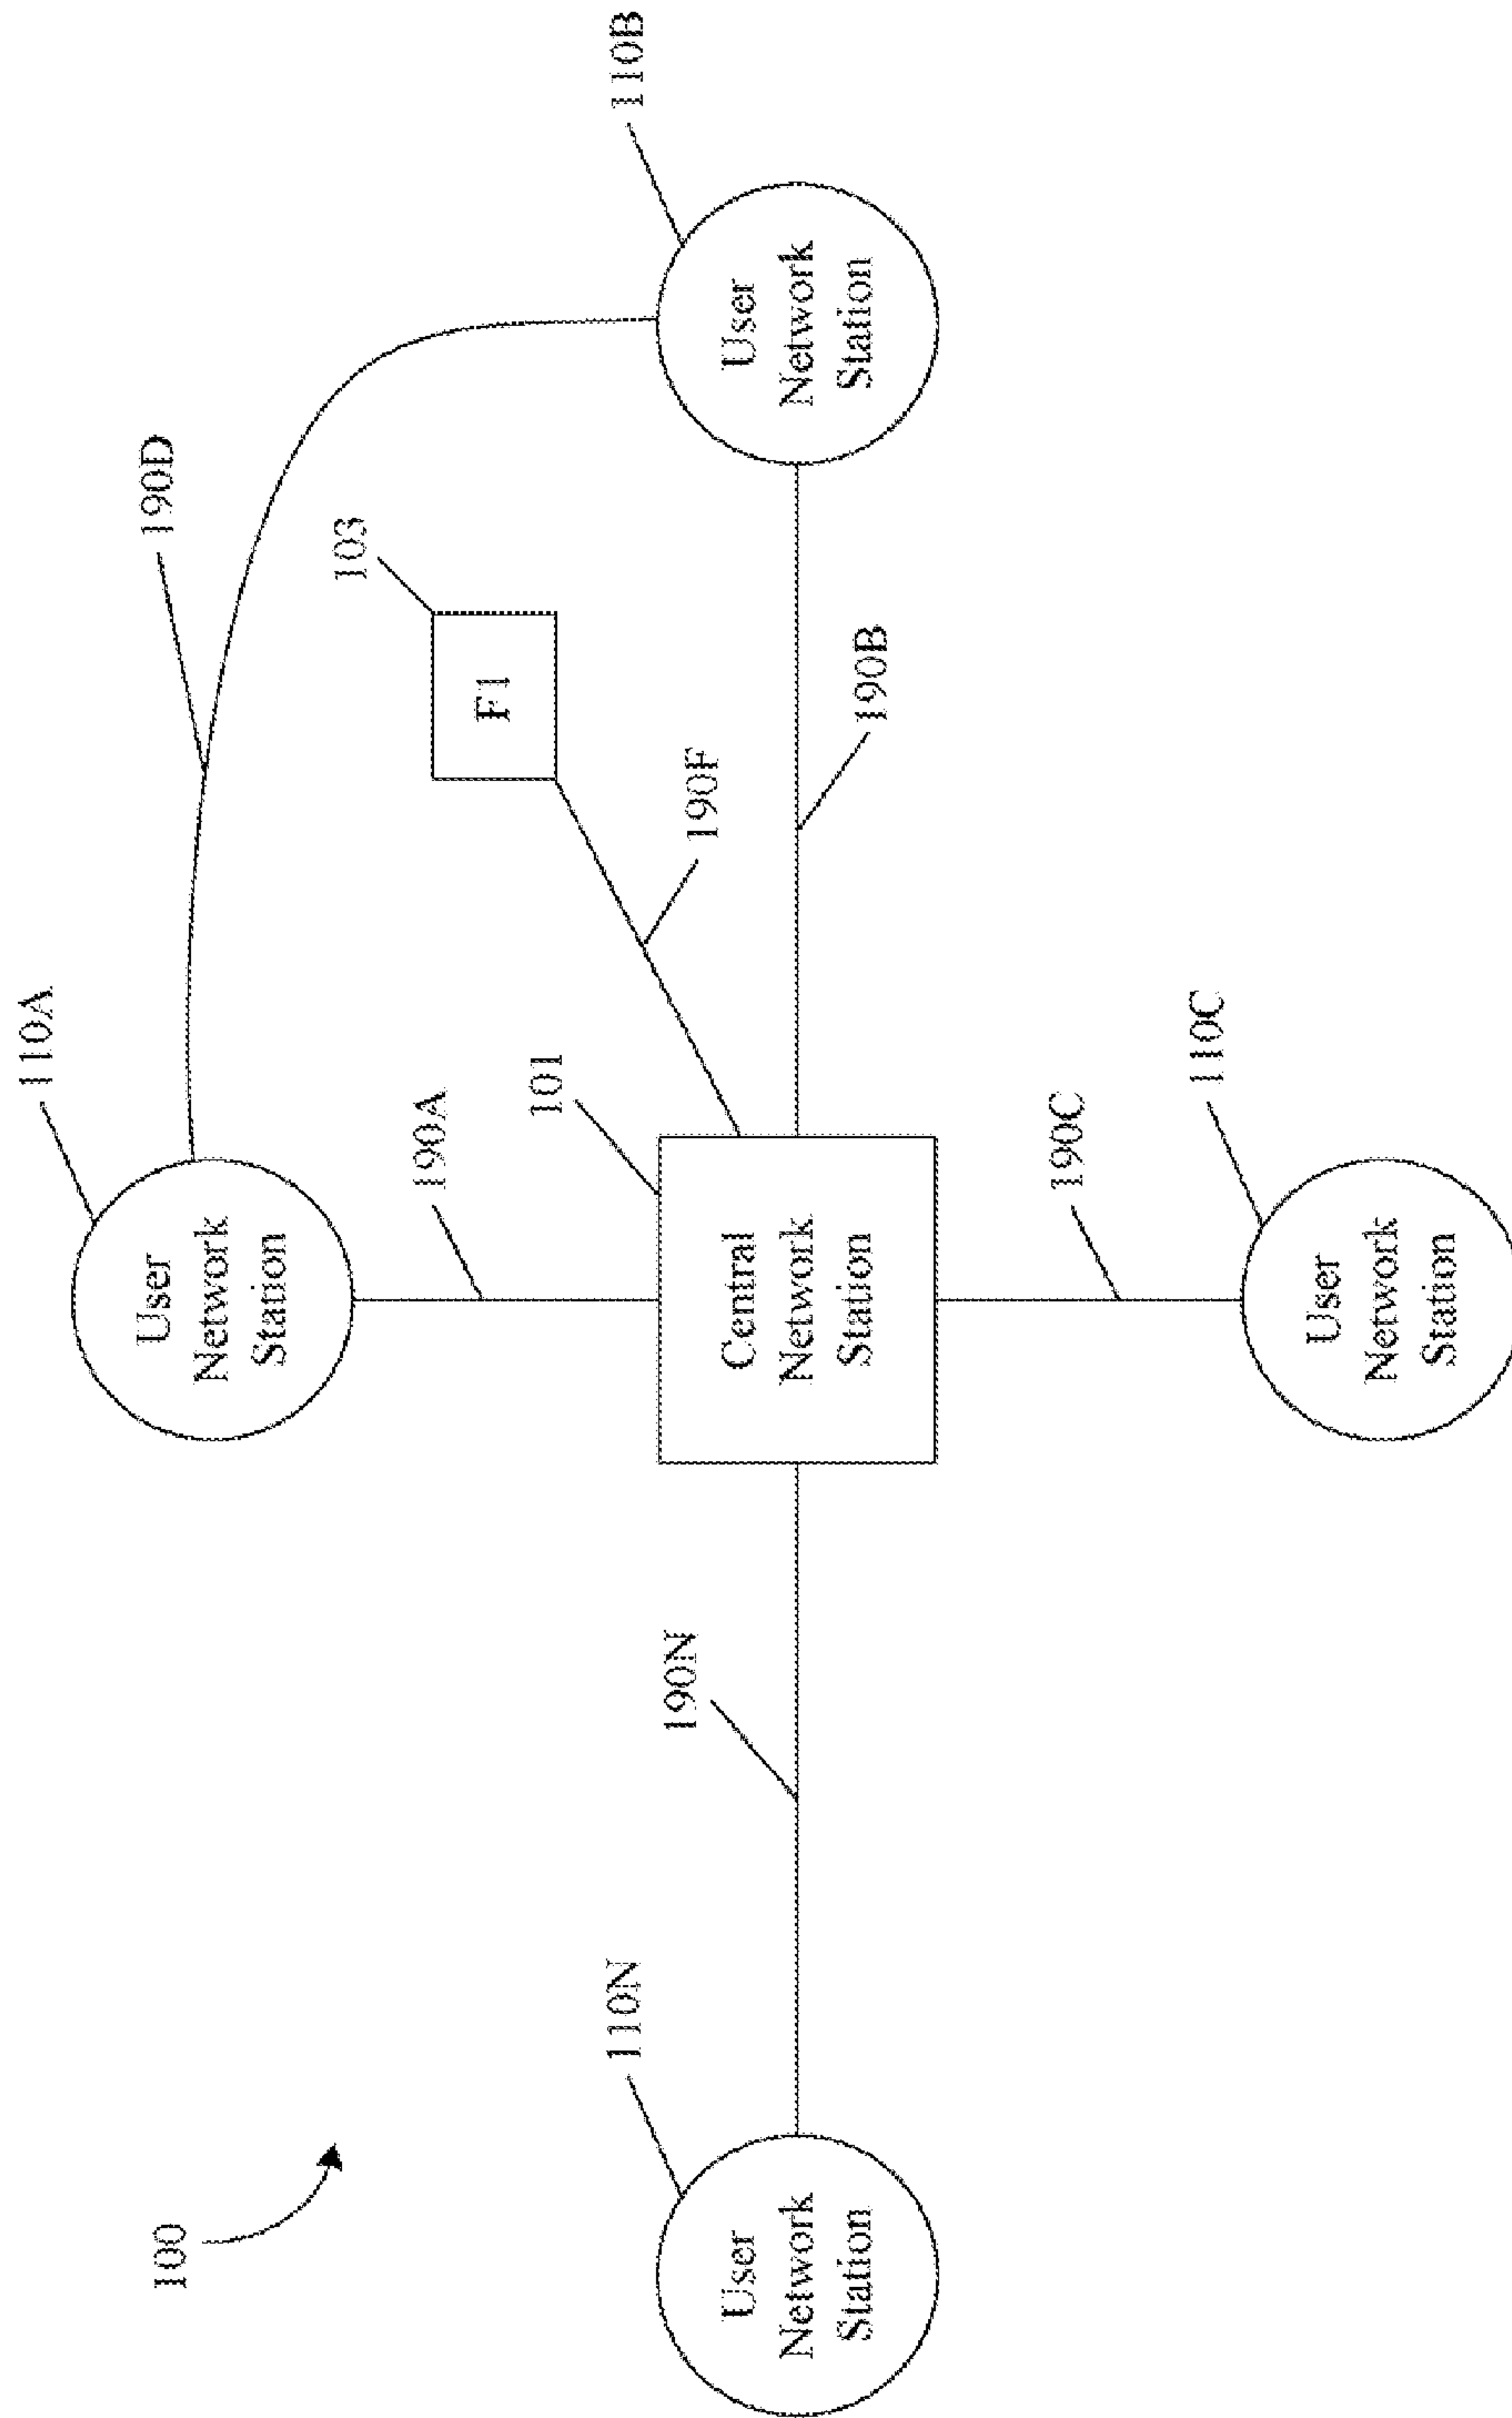 100
110A
User
Network
Station
190D
190A
103
F1
190F
110N
User
Network
Station
190N
101
Central
Network
Station
190B
110B
User
Network
Station
190C
110C
User
Network
Station